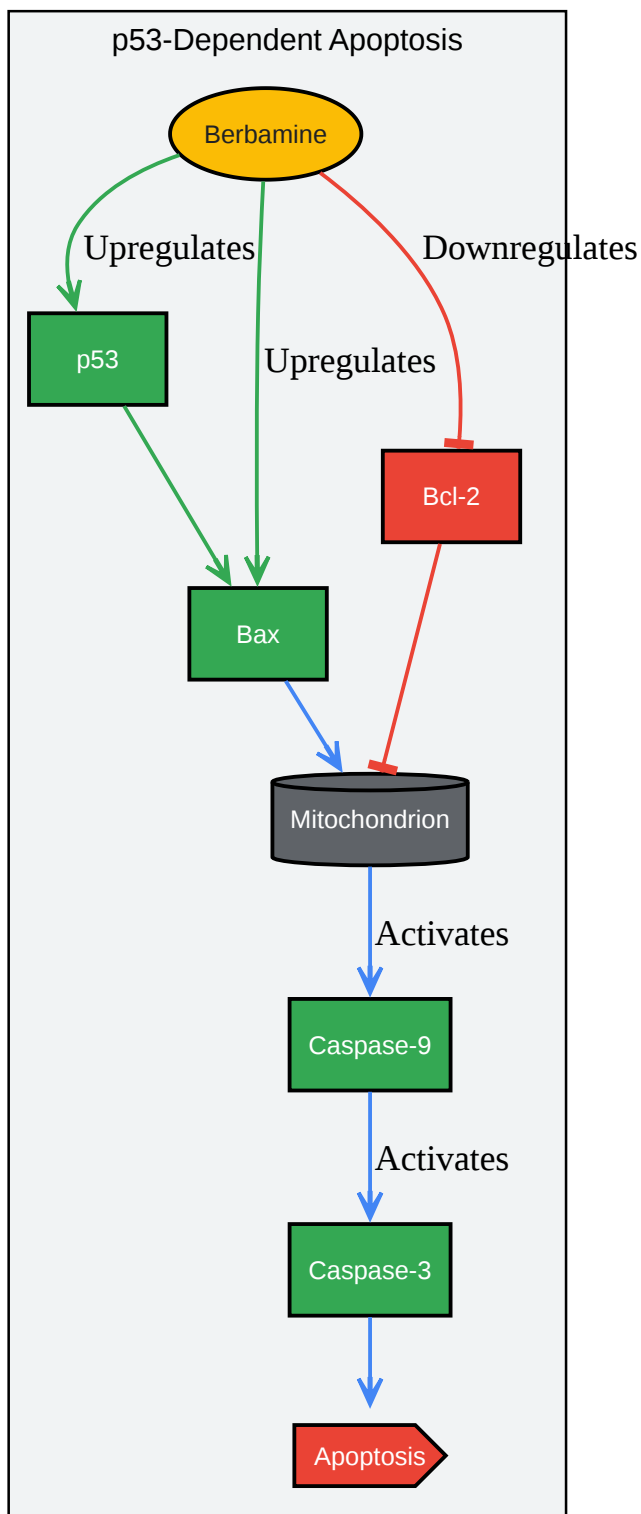 p53-Dependent Apoptosis
Berbamine
Upregulates
Downregulates
p53
Upregulates
Bcl-2
Bax
Mitochondrion
Activates
Caspase-9
Activates
Caspase-3
Apoptosis